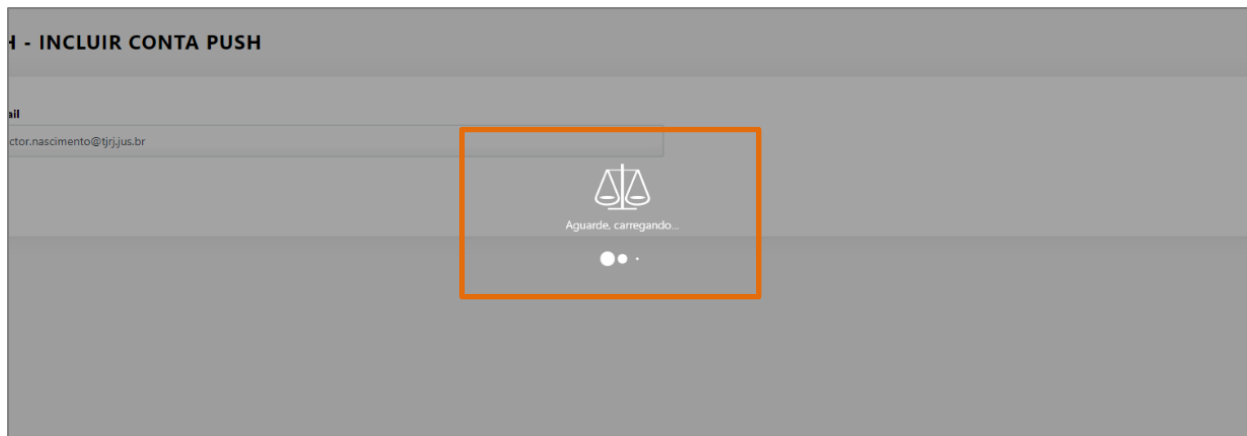 - INCLUIR CONTA PUSH
ail
ctor.nascimento@tjrj.jus.br
Aguarde, carregando...